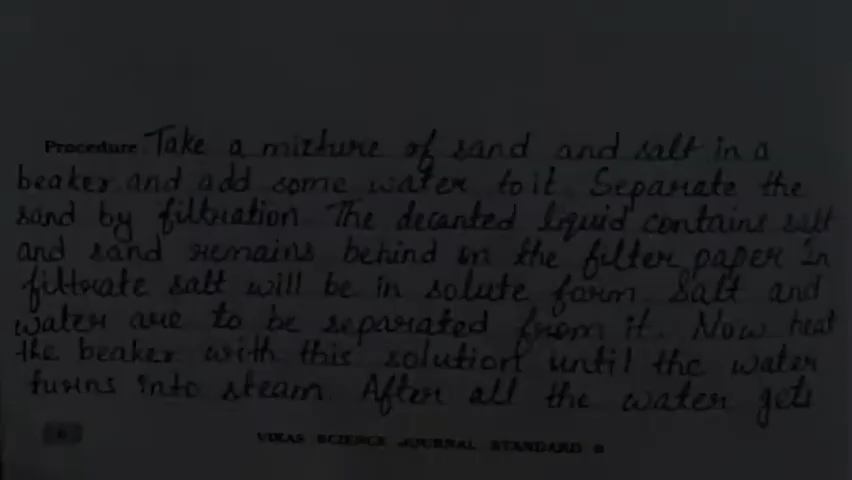 Procedure Take a mixture of sand and salt in a
beaker and add some water to it. Separate the
sand by filtration. The decanted liquid contains salt
and sand remains behind in the filter paper In
filtrate salt will be in solute form. Salt and
water are to be separated from it. Now heat
the beaker with this solution until the water
turns into steam. After all the water gets
VIKAS SCIENCE JOURNAL STANDARD